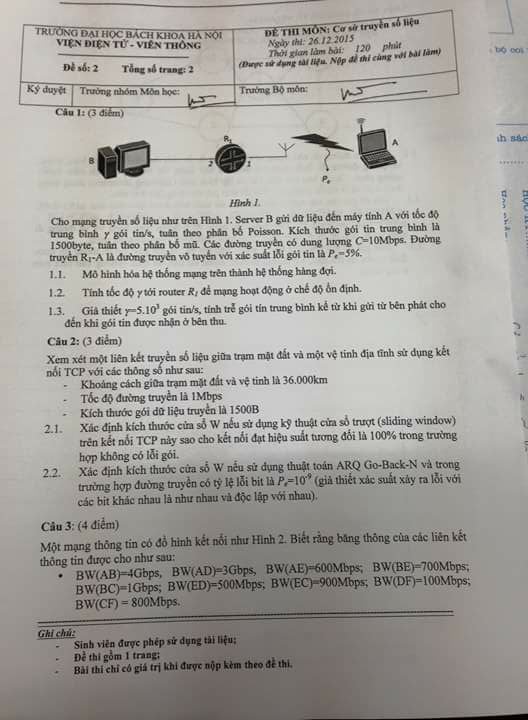 TRƯỜNG ĐẠI HỌC BÁCH KHOA HÀ NỘI
VIỆN ĐIỆN TỬ - VIỄN THÔNG
Đề số: 2 Tổng số trang: 2
ĐỀ THI MÔN: Cơ sở truyền số liệu
Ngày thi: 26.12.2015
Thời gian làm bài: 120 phút
(Được sử dụng tài liệu. Nộp đề thi cùng với bài làm)
Ký duyệt Trưởng nhóm Môn học: Trưởng Bộ môn:
Câu 1: (3 điểm)
B 2 R1 1 A
Pe
Hình 1.
Cho mạng truyền số liệu như trên Hình 1. Server B gửi dữ liệu đến máy tính A với tốc độ
trung bình γ gói tin/s, tuân theo phân bố Poisson. Kích thước gói tin trung bình là
1500byte, tuân theo phân bố mũ. Các đường truyền có dung lượng C=10Mbps. Đường
truyền R1-A là đường truyền vô tuyến với xác suất lỗi gói tin là Pe=5%.
1.1. Mô hình hóa hệ thống mạng trên thành hệ thống hàng đợi.
1.2. Tính tốc độ γ tới router R1 để mạng hoạt động ở chế độ ổn định.
1.3. Giả thiết γ=5.10³ gói tin/s, tính trễ gói tin trung bình kể từ khi gửi từ bên phát cho
đến khi gói tin được nhận ở bên thu.
Câu 2: (3 điểm)
Xem xét một liên kết truyền số liệu giữa trạm mặt đất và một vệ tinh địa tĩnh sử dụng kết
nối TCP với các thông số như sau:
- Khoảng cách giữa trạm mặt đất và vệ tinh là 36.000km
- Tốc độ đường truyền là 1Mbps
- Kích thước gói dữ liệu truyền là 1500B
2.1. Xác định kích thước cửa sổ W nếu sử dụng kỹ thuật cửa sổ trượt (sliding window)
trên kết nối TCP này sao cho kết nối đạt hiệu suất tương đối là 100% trong trường
hợp không có lỗi gói.
2.2. Xác định kích thước cửa sổ W nếu sử dụng thuật toán ARQ Go-Back-N và trong
trường hợp đường truyền có tỷ lệ lỗi bit là Pe=10⁻⁹ (giả thiết xác suất xảy ra lỗi với
các bit khác nhau là như nhau và độc lập với nhau).
Câu 3: (4 điểm)
Một mạng thông tin có đồ hình kết nối như Hình 2. Biết rằng băng thông của các liên kết
thông tin được cho như sau:
• BW(AB)=4Gbps, BW(AD)=3Gbps, BW(AE)=600Mbps; BW(BE)=700Mbps;
BW(BC)=1Gbps; BW(ED)=500Mbps; BW(EC)=900Mbps; BW(DF)=100Mbps;
BW(CF) = 800Mbps.
Ghi chú:
- Sinh viên được phép sử dụng tài liệu;
- Đề thi gồm 1 trang;
- Bài thi chỉ có giá trị khi được nộp kèm theo đề thi.